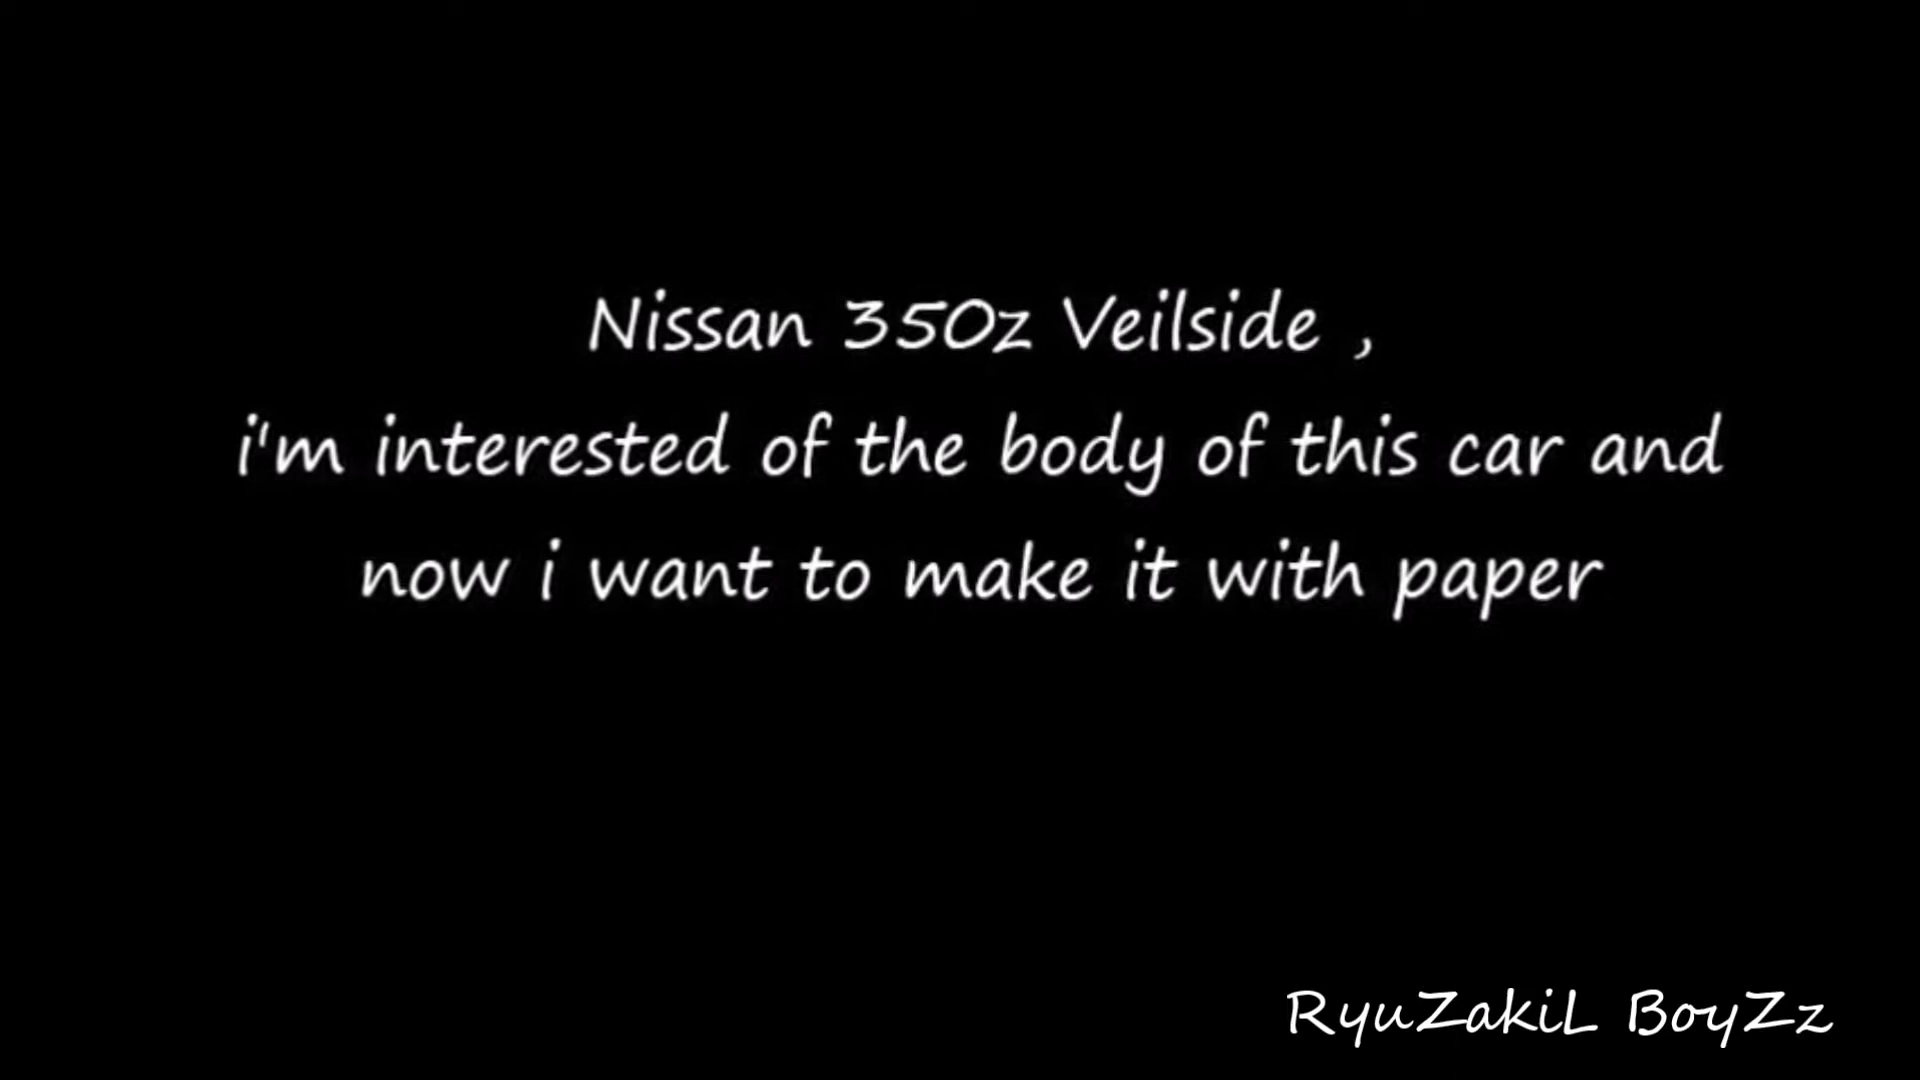 Nissan 350z Veilside ,
i'm interested of the body of this car and
now i want to make it with paper
RyuZakiL BoyZz